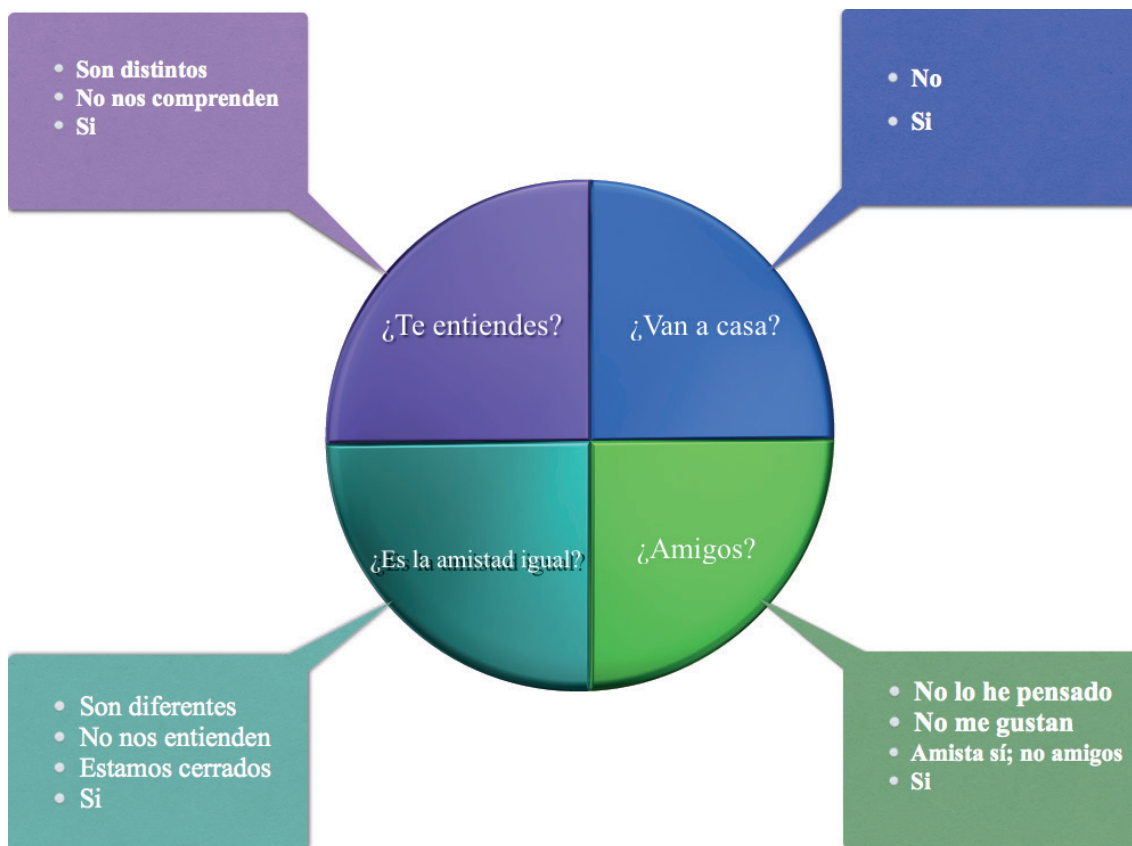 • Son distintos
• No nos comprenden
• Si
• No
• Si
¿Te entiendes?
¿Van a casa?
¿Es la amistad igual?
¿Amigos?
• Son diferentes
• No nos entienden
• Estamos cerrados
• Si
• No lo he pensado
• No me gustan
• Amista sí; no amigos
• Si